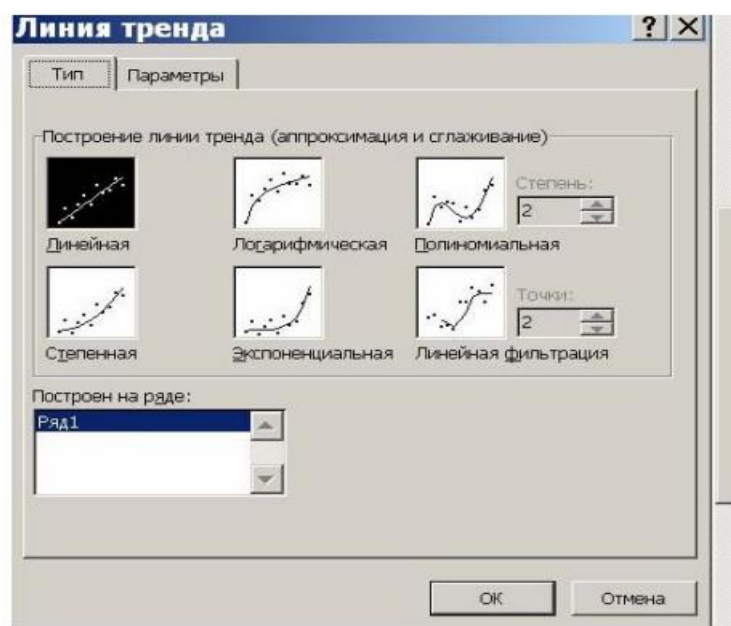 Линия тренда
Тип Параметры
Построение линии тренда (аппроксимация и сглаживание)
Степень:
2
Линейная Логарифмическая Полиномиальная
Точки:
2
Степенная Экспоненциальная Линейная фильтрация
Построен на ряде:
Ряд1
ОК Отмена